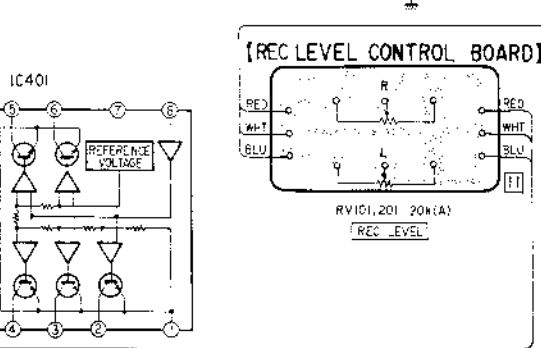 [REC LEVEL CONTROL BOARD]
IC401
5 6 7 8
R
RED
WHT
BLU
RED
WHT
BLU
REFERENCE
VOLTAGE
L
RV101,201 20K(A)
REC LEVEL
4 3 2 1